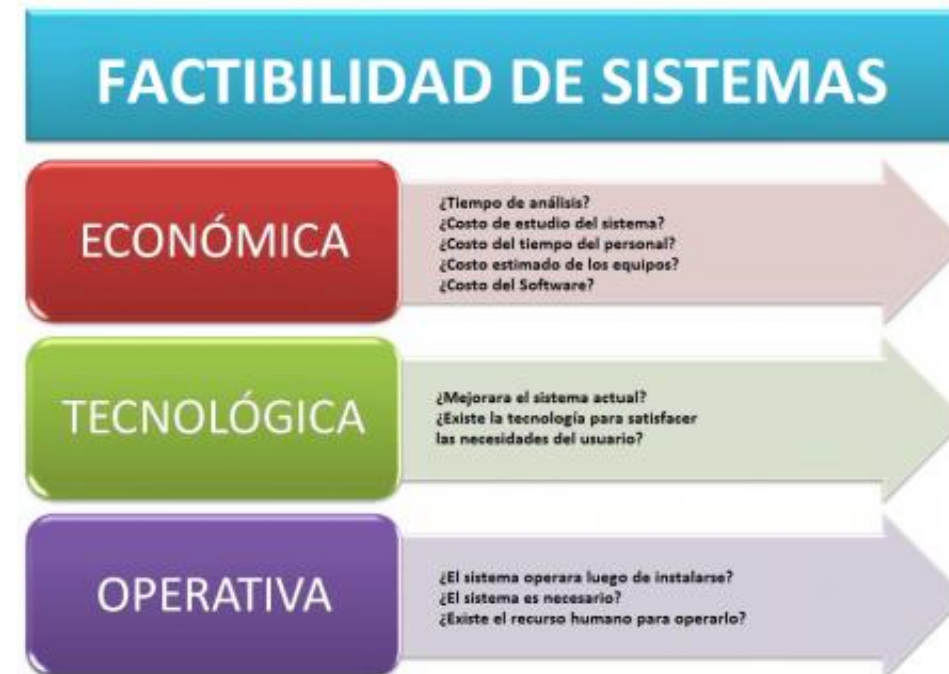 FACTIBILIDAD DE SISTEMAS
ECONÓMICA
¿Tiempo de análisis?
¿Costo de estudio del sistema?
¿Costo del tiempo del personal?
¿Costo estimado de los equipos?
¿Costo del Software?
TECNOLÓGICA
¿Mejorara el sistema actual?
¿Existe la tecnología para satisfacer
las necesidades del usuario?
OPERATIVA
¿El sistema operara luego de instalarse?
¿El sistema es necesario?
¿Existe el recurso humano para operarlo?